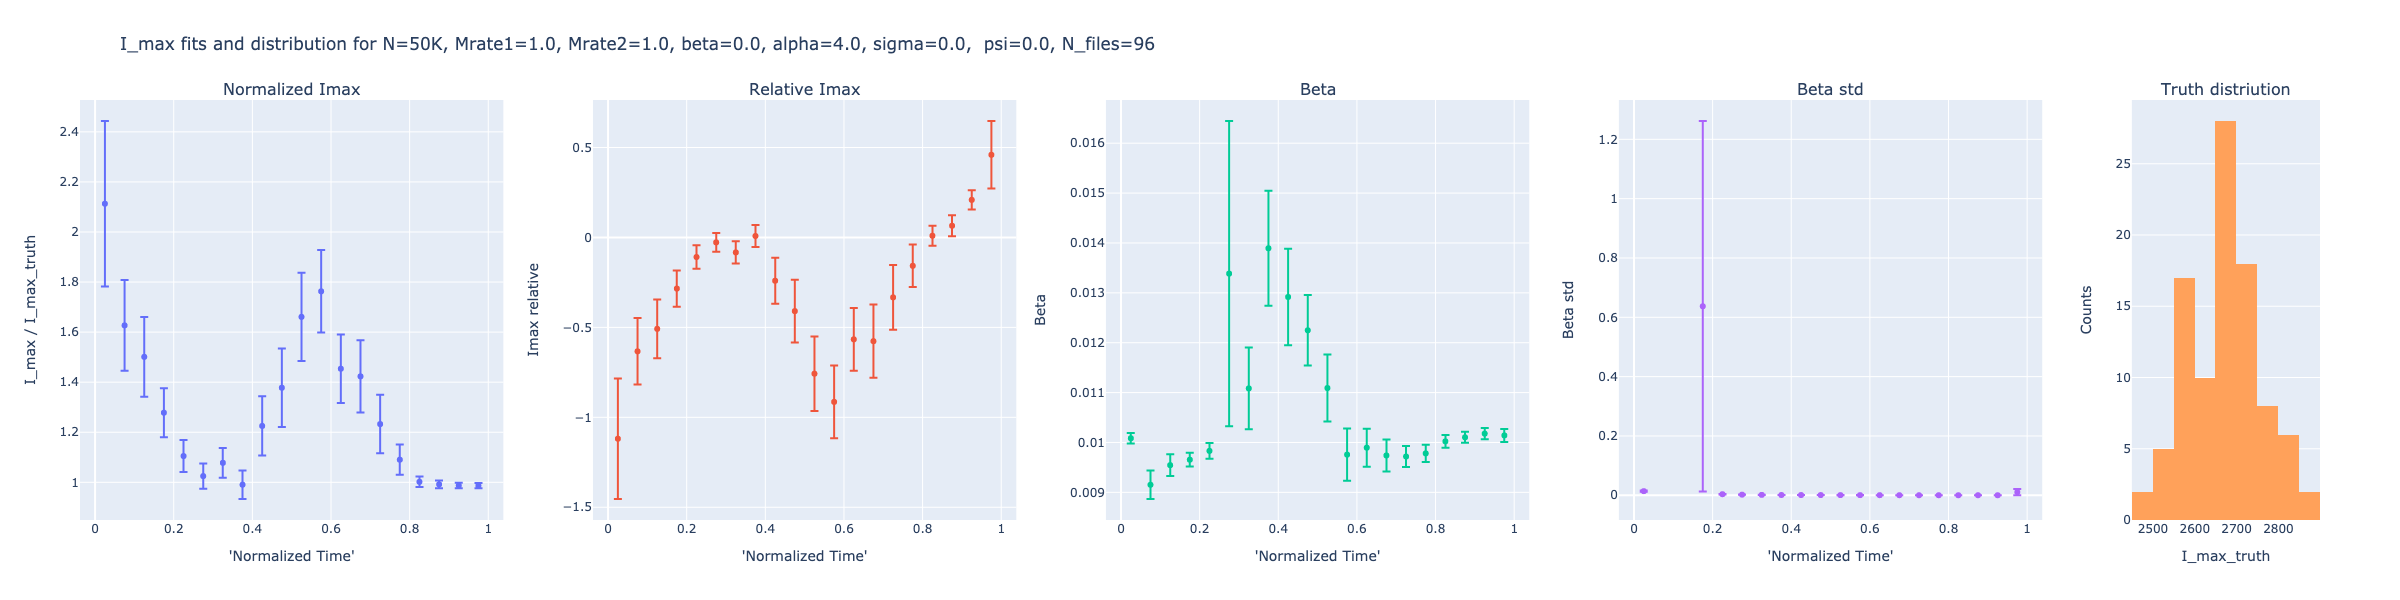 I_max fits and distribution for N=50K, Mrate1=1.0, Mrate2=1.0, beta=0.0, alpha=4.0, sigma=0.0,  psi=0.0, N_files=96
Normalized Imax
I_max / I_max_truth
2.4
2.2
2
1.8
1.6
1.4
1.2
1
0 0.2 0.4 0.6 0.8 1
'Normalized Time'
Relative Imax
Imax relative
0.5
0
−0.5
−1
−1.5
0 0.2 0.4 0.6 0.8 1
'Normalized Time'
Beta
Beta
0.016
0.015
0.014
0.013
0.012
0.011
0.01
0.009
0 0.2 0.4 0.6 0.8 1
'Normalized Time'
Beta std
Beta std
1.2
1
0.8
0.6
0.4
0.2
0
0 0.2 0.4 0.6 0.8 1
'Normalized Time'
Truth distriution
Counts
25
20
15
10
5
0
2500 2600 2700 2800
I_max_truth